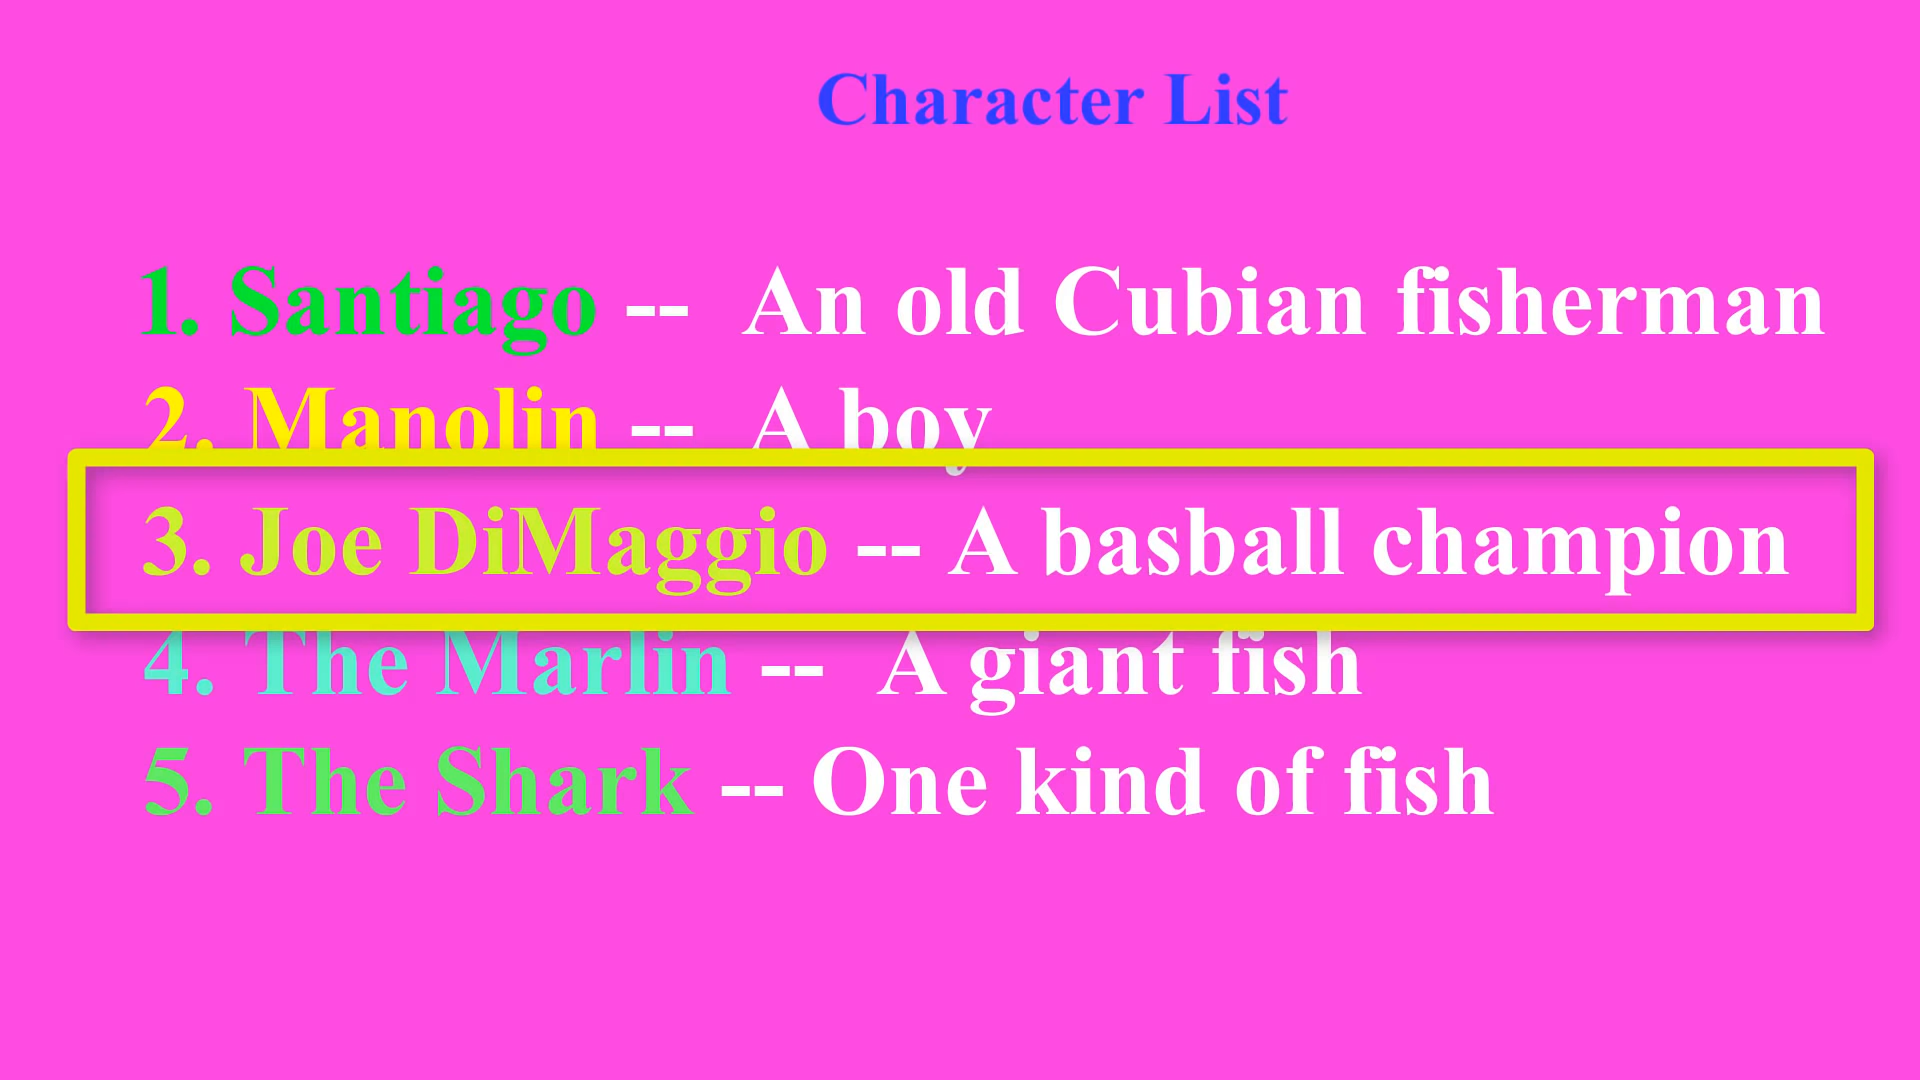 Character List
1. Santiago -- An old Cubian fisherman
2. Manolin -- A boy
3. Joe DiMaggio -- A basball champion
4. The Marlin -- A giant fish
5. The Shark -- One kind of fish